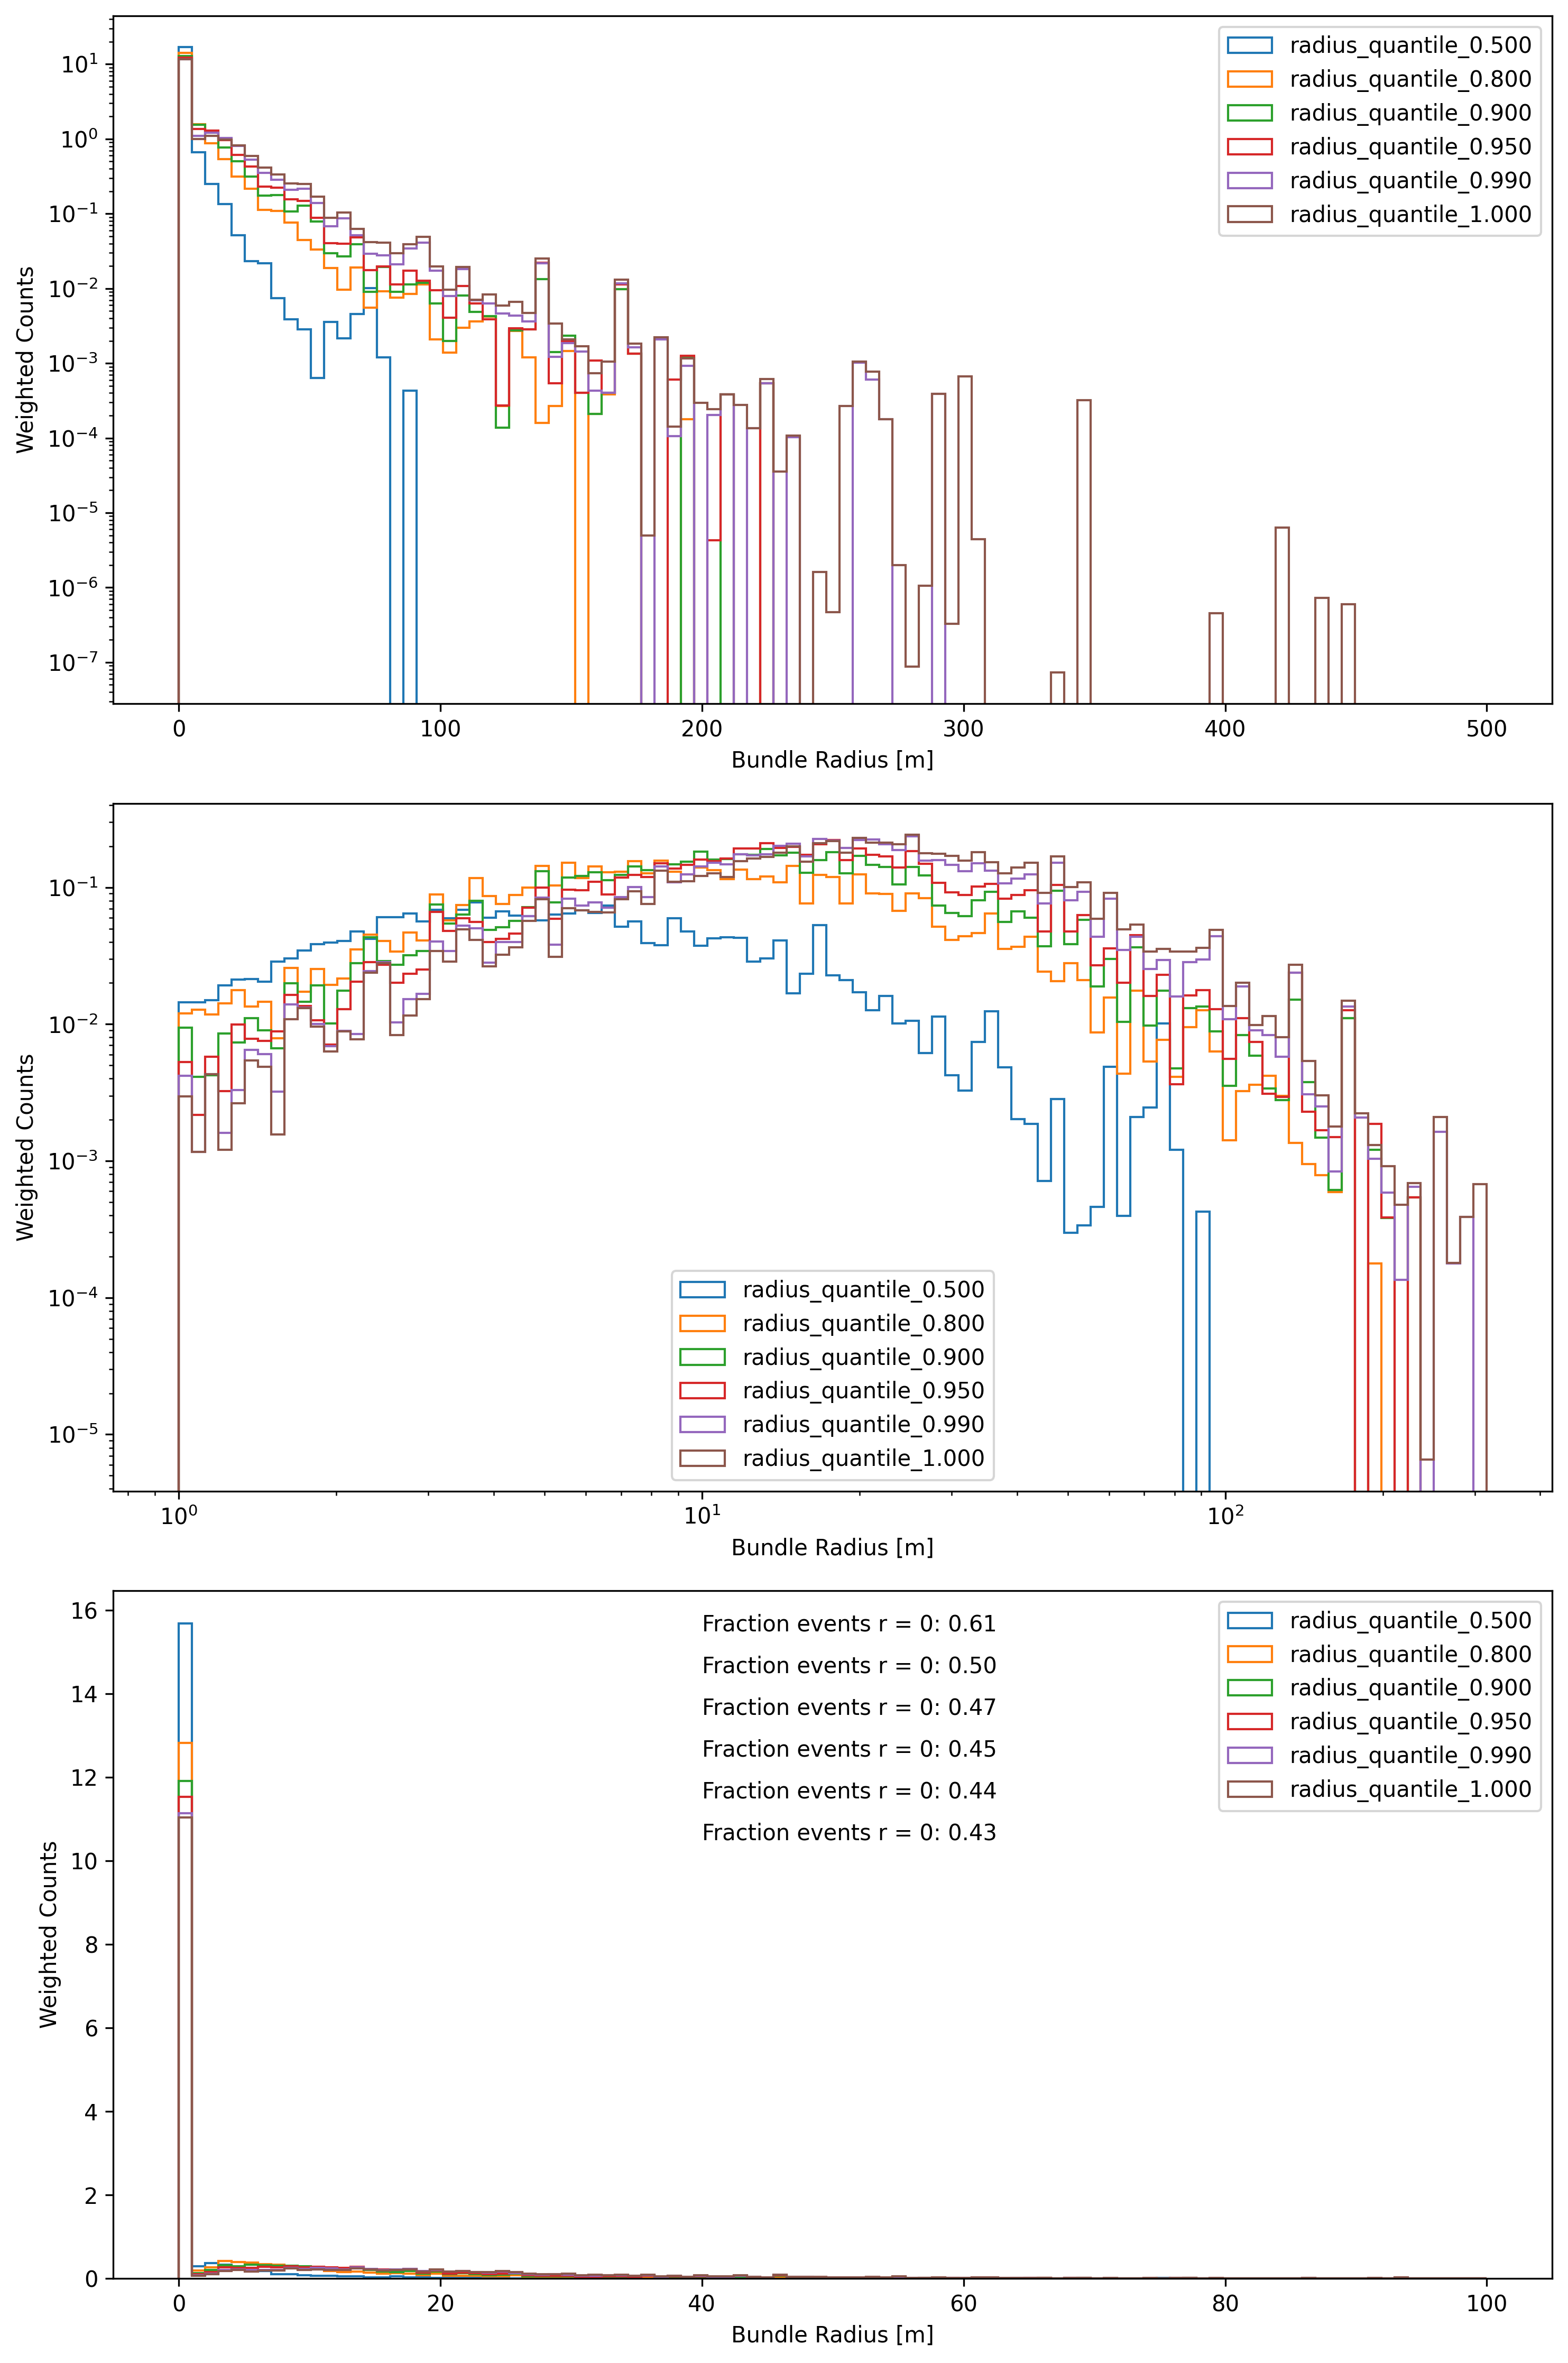 10¹
10⁰
10⁻¹
10⁻²
10⁻³
10⁻⁴
10⁻⁵
10⁻⁶
10⁻⁷
Weighted Counts
radius_quantile_0.500
radius_quantile_0.800
radius_quantile_0.900
radius_quantile_0.950
radius_quantile_0.990
radius_quantile_1.000
0 100 200 300 400 500
Bundle Radius [m]
10⁻¹
10⁻²
10⁻³
10⁻⁴
10⁻⁵
Weighted Counts
radius_quantile_0.500
radius_quantile_0.800
radius_quantile_0.900
radius_quantile_0.950
radius_quantile_0.990
radius_quantile_1.000
10⁰ 10¹ 10²
Bundle Radius [m]
16
14
12
10
8
6
4
2
0
Weighted Counts
Fraction events r = 0: 0.61
Fraction events r = 0: 0.50
Fraction events r = 0: 0.47
Fraction events r = 0: 0.45
Fraction events r = 0: 0.44
Fraction events r = 0: 0.43
radius_quantile_0.500
radius_quantile_0.800
radius_quantile_0.900
radius_quantile_0.950
radius_quantile_0.990
radius_quantile_1.000
0 20 40 60 80 100
Bundle Radius [m]